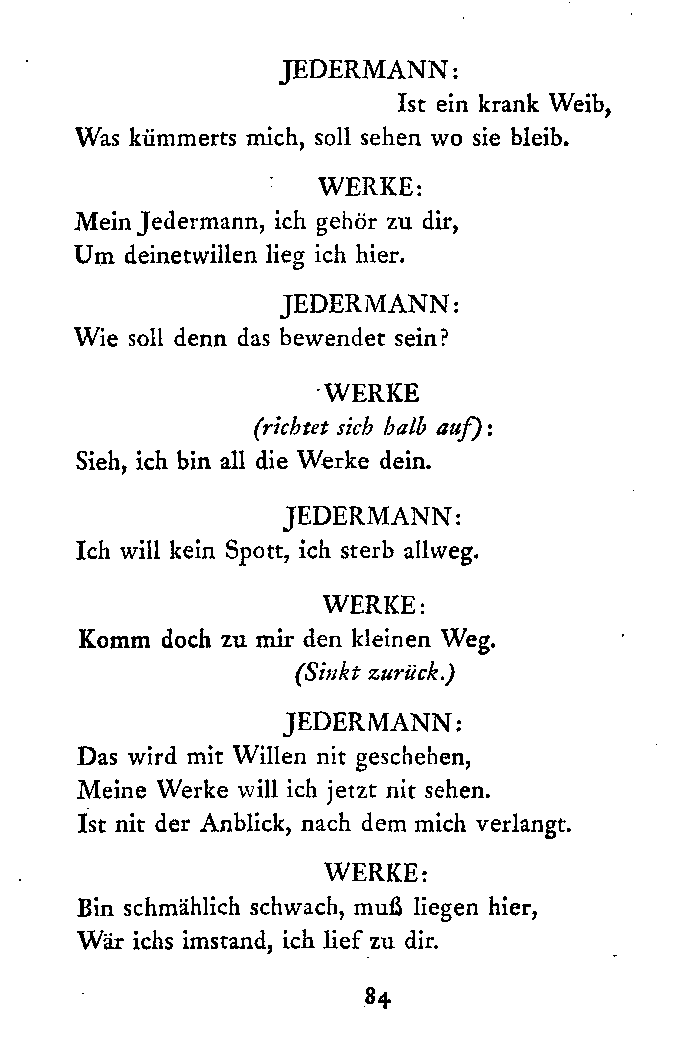 JEDERMANN:
Ist ein krank Weib,
Was kümmerts mich, soll sehen wo sie bleib.
WERKE:
Mein Jedermann, ich gehör zu dir,
Um deinetwillen lieg ich hier.
JEDERMANN:
Wie soll denn das bewendet sein?
WERKE
(richtet sich halb auf):
Sieh, ich bin all die Werke dein.
JEDERMANN:
Ich will kein Spott, ich sterb allweg.
WERKE:
Komm doch zu mir den kleinen Weg.
(Sinkt zurück.)
JEDERMANN:
Das wird mit Willen nit geschehen,
Meine Werke will ich jetzt nit sehen.
Ist nit der Anblick, nach dem mich verlangt.
WERKE:
Bin schmählich schwach, muß liegen hier,
Wär ichs imstand, ich lief zu dir.
84